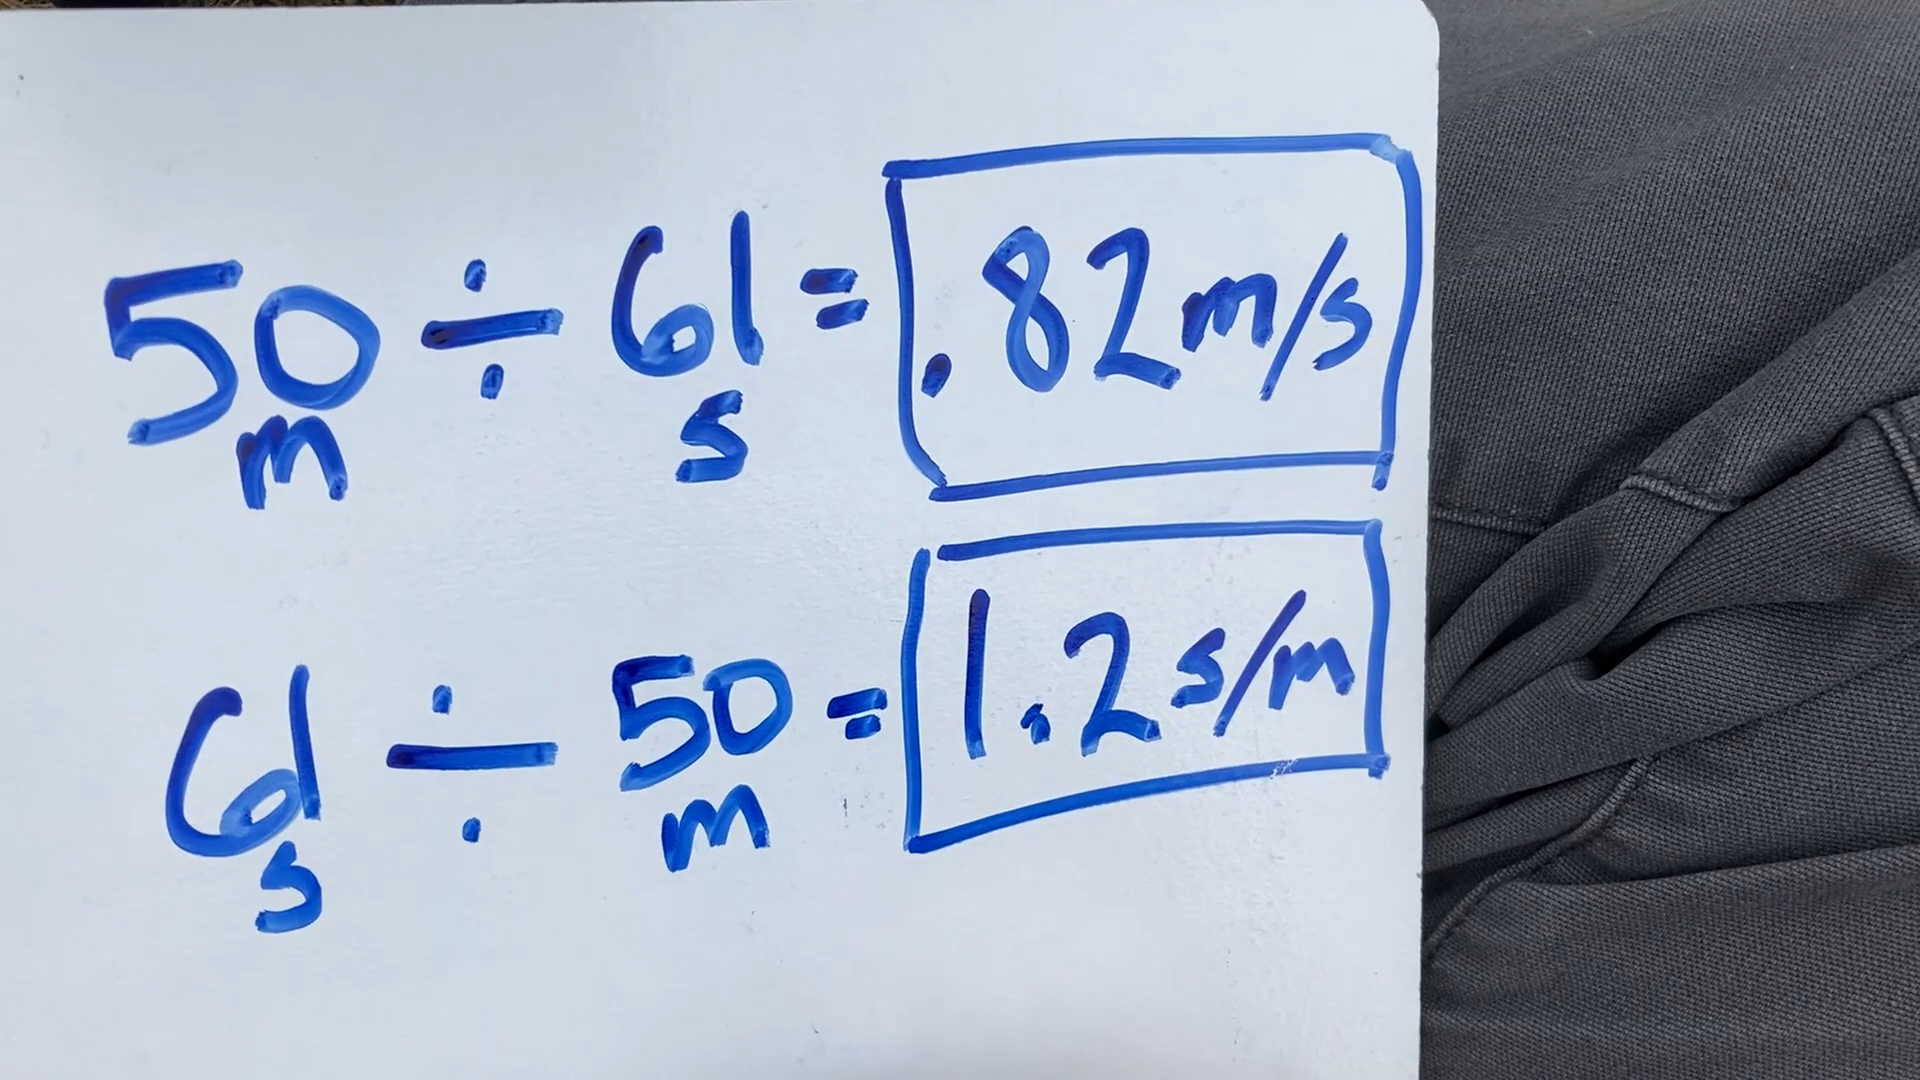 50 ÷ 61 = .82 m/s
m s
61 ÷ 50 = 1.2 s/m
s m